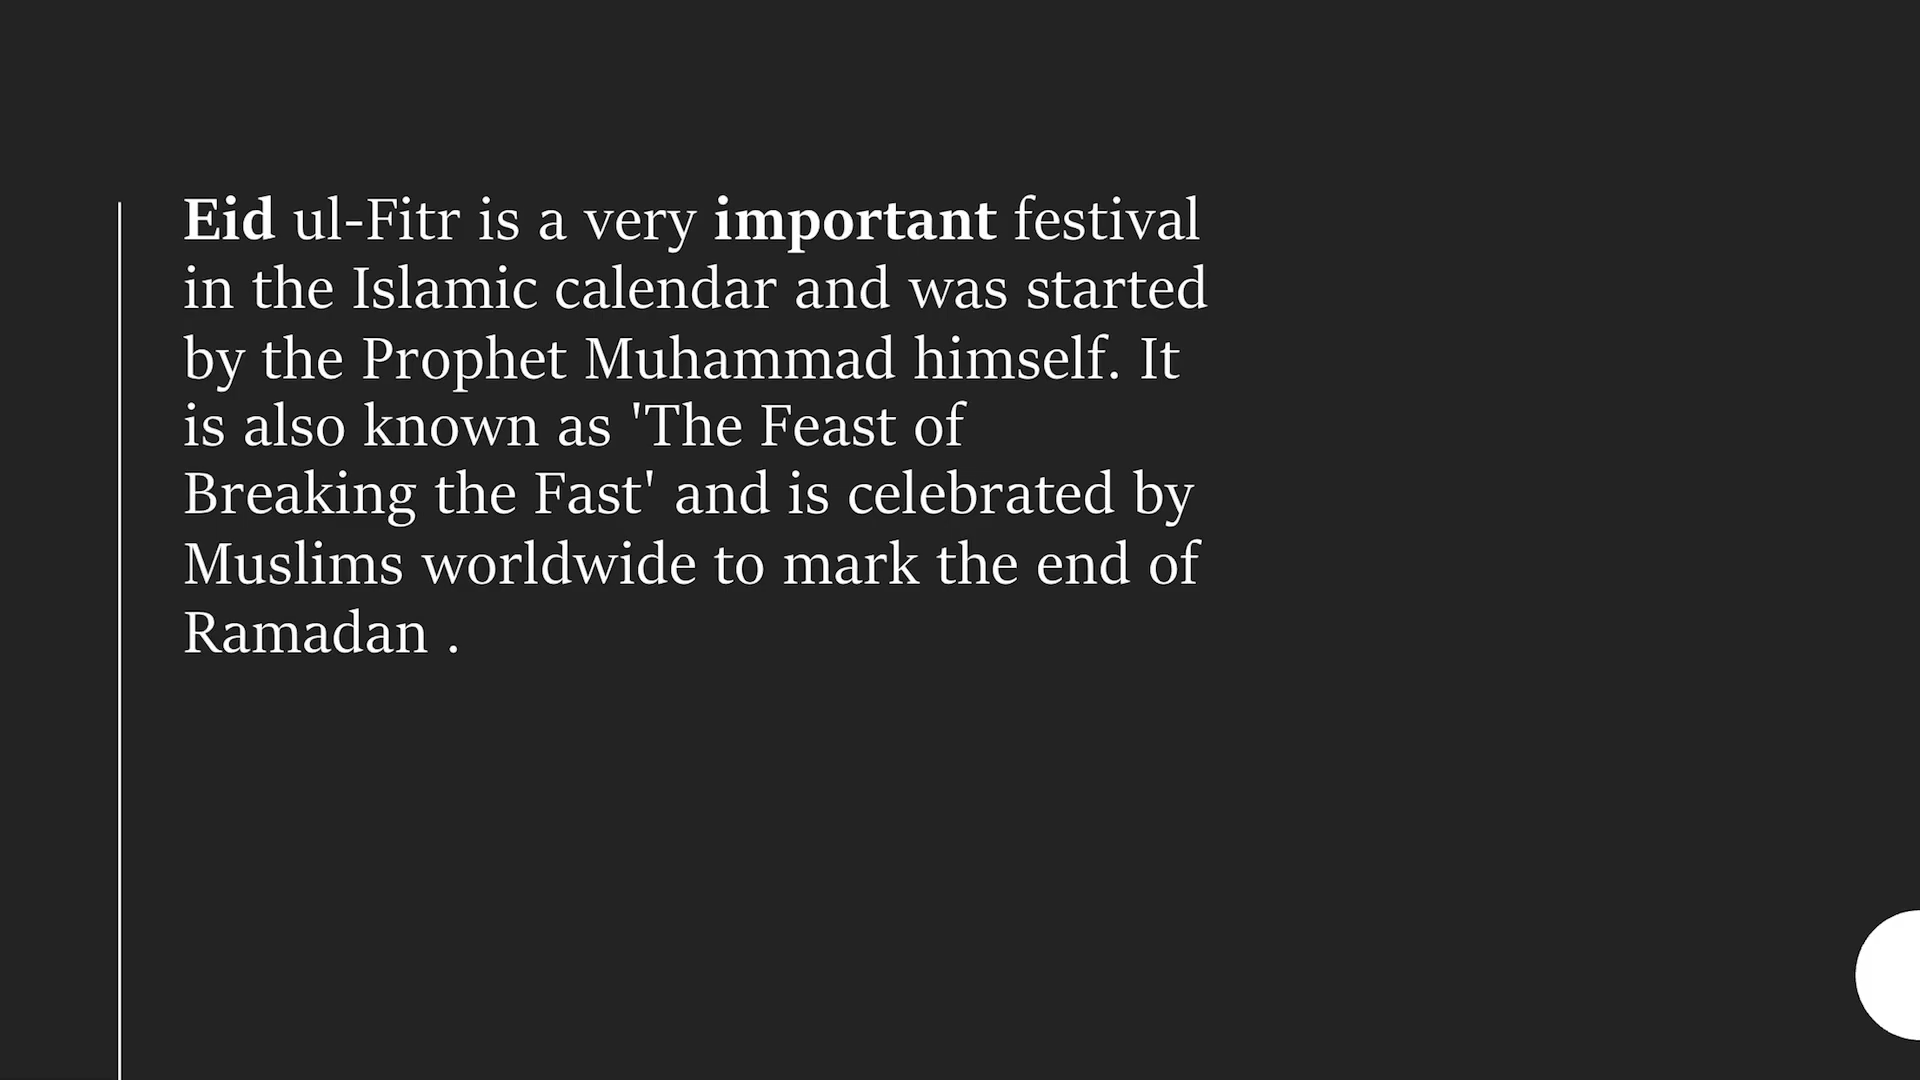 Eid ul-Fitr is a very important festival
in the Islamic calendar and was started
by the Prophet Muhammad himself. It
is also known as 'The Feast of
Breaking the Fast' and is celebrated by
Muslims worldwide to mark the end of
Ramadan .